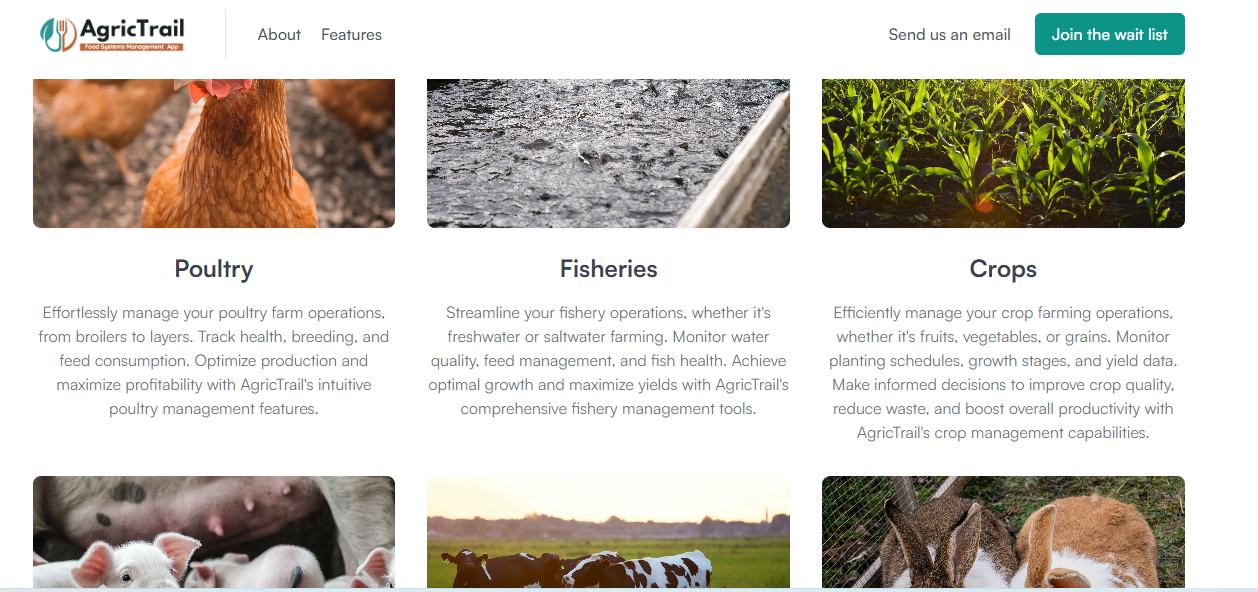 AgricTrail
Food Systems Management App
About Features
Send us an email Join the wait list
Poultry
Effortlessly manage your poultry farm operations,
from broilers to layers. Track health, breeding, and
feed consumption. Optimize production and
maximize profitability with AgricTrail's intuitive
poultry management features.
Fisheries
Streamline your fishery operations, whether it's
freshwater or saltwater farming. Monitor water
quality, feed management, and fish health. Achieve
optimal growth and maximize yields with AgricTrail's
comprehensive fishery management tools.
Crops
Efficiently manage your crop farming operations,
whether it's fruits, vegetables, or grains. Monitor
planting schedules, growth stages, and yield data.
Make informed decisions to improve crop quality,
reduce waste, and boost overall productivity with
AgricTrail's crop management capabilities.